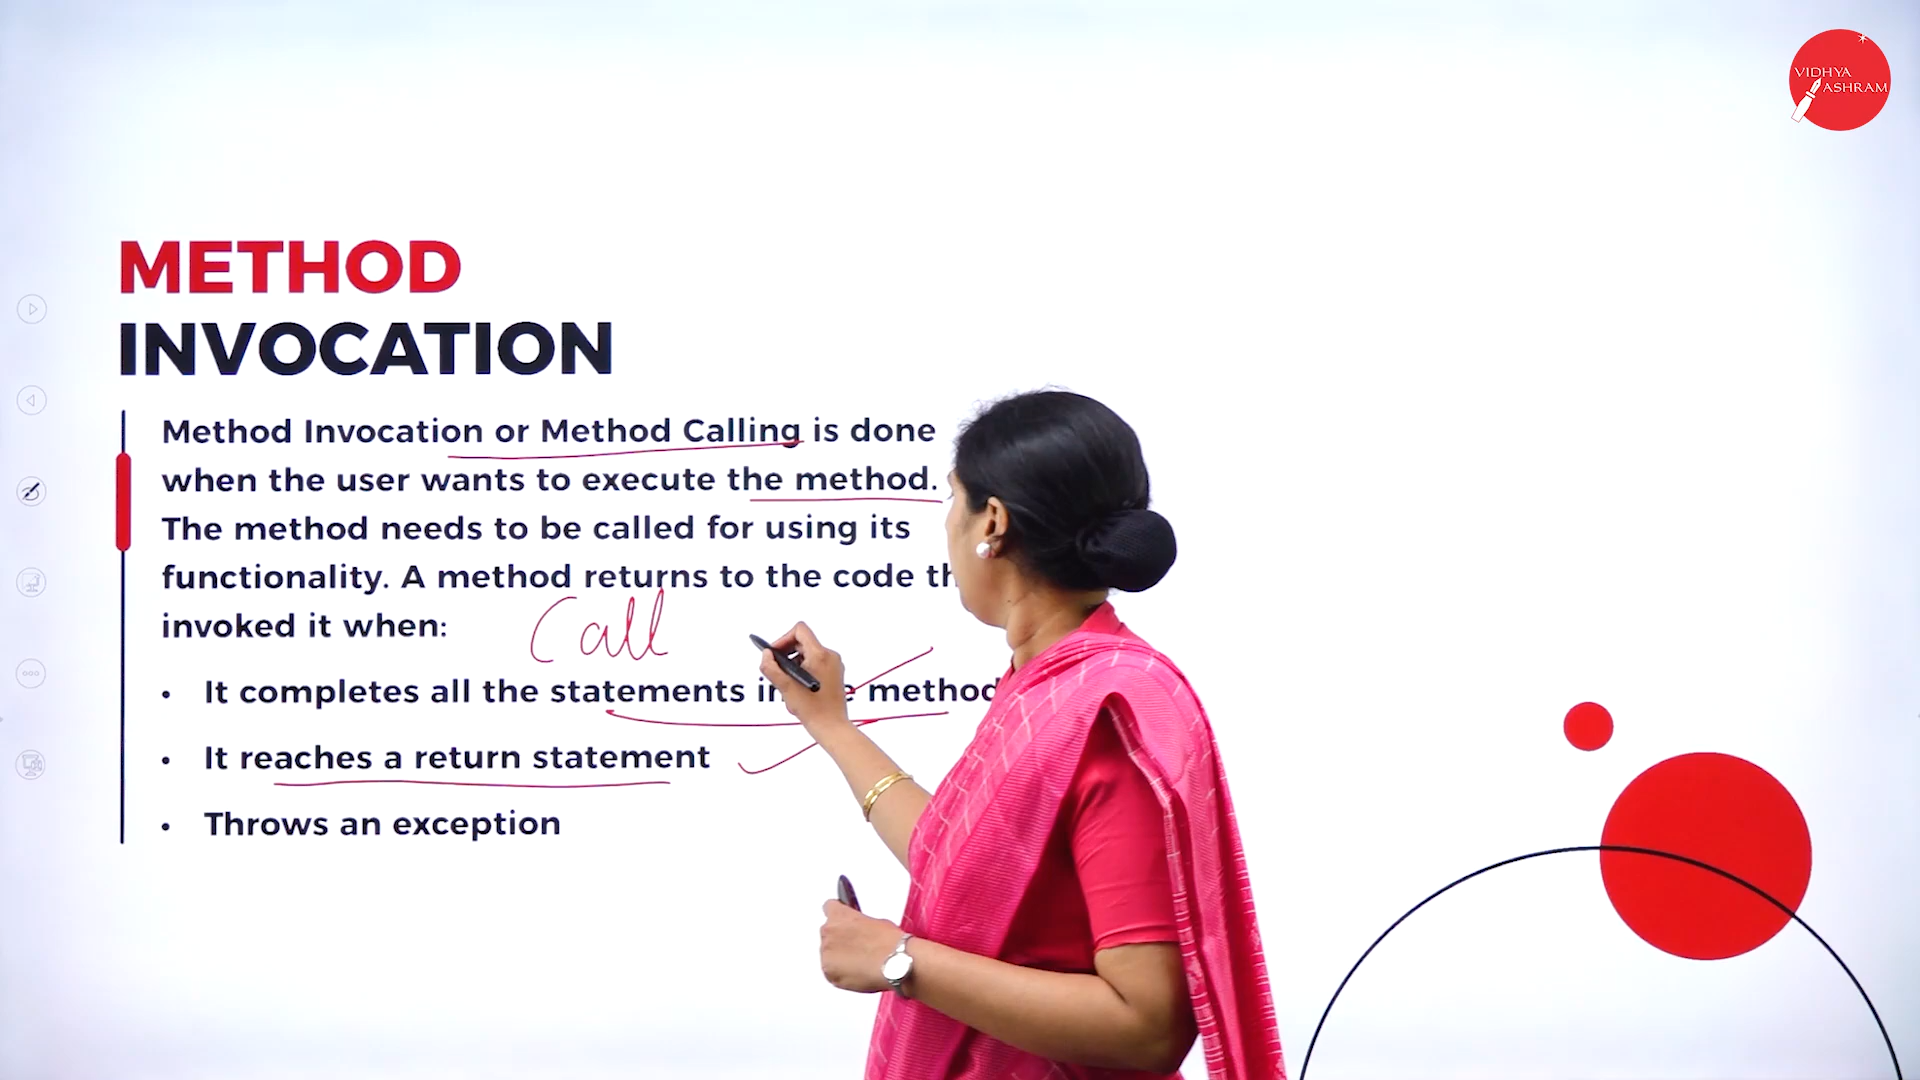 VIDHYA
ASHRAM
METHOD
INVOCATION
Method Invocation or Method Calling is done
when the user wants to execute the method.
The method needs to be called for using its
functionality. A method returns to the code
invoked it when:
Call
• It completes all the statements in method
• It reaches a return statement
• Throws an exception